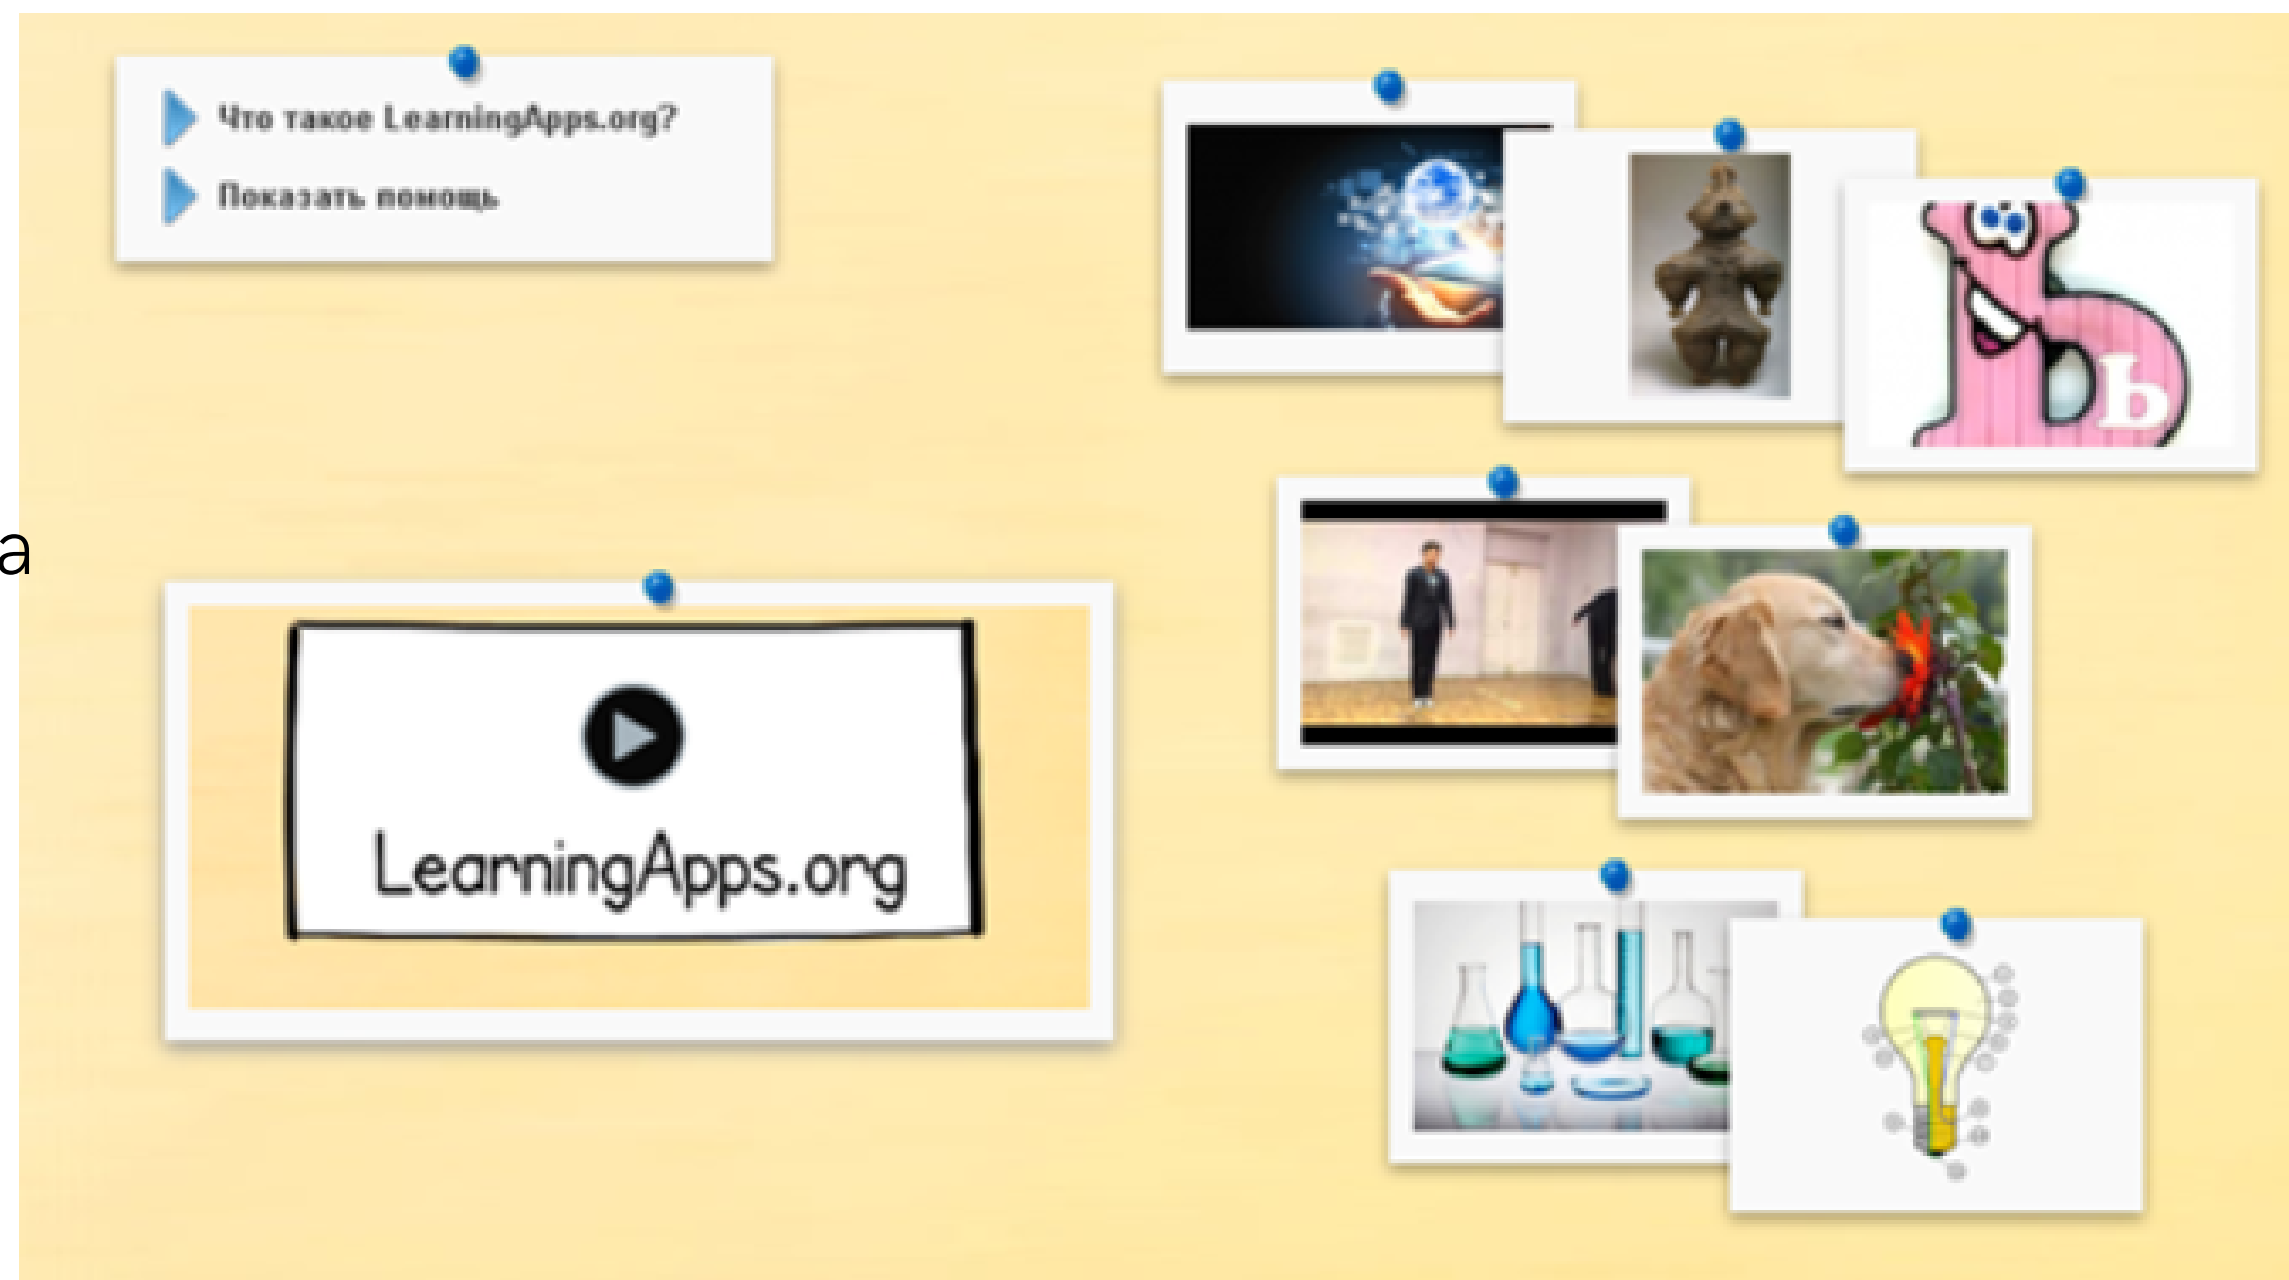 Что такое LearningApps.org?
Показать помощь
ь
а
LearningApps.org